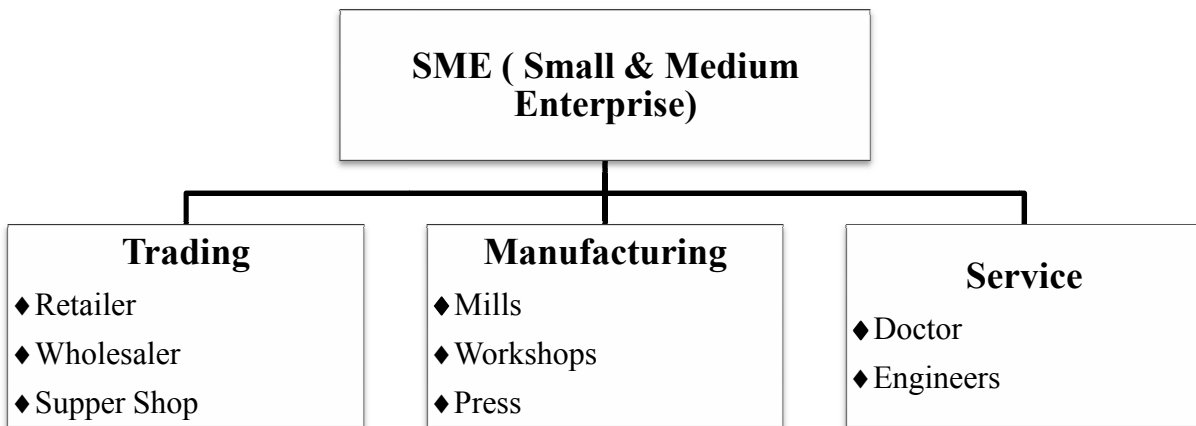 SME ( Small & Medium
Enterprise)
Trading
♦ Retailer
♦ Wholesaler
♦ Supper Shop
Manufacturing
♦ Mills
♦ Workshops
♦ Press
Service
♦ Doctor
♦ Engineers